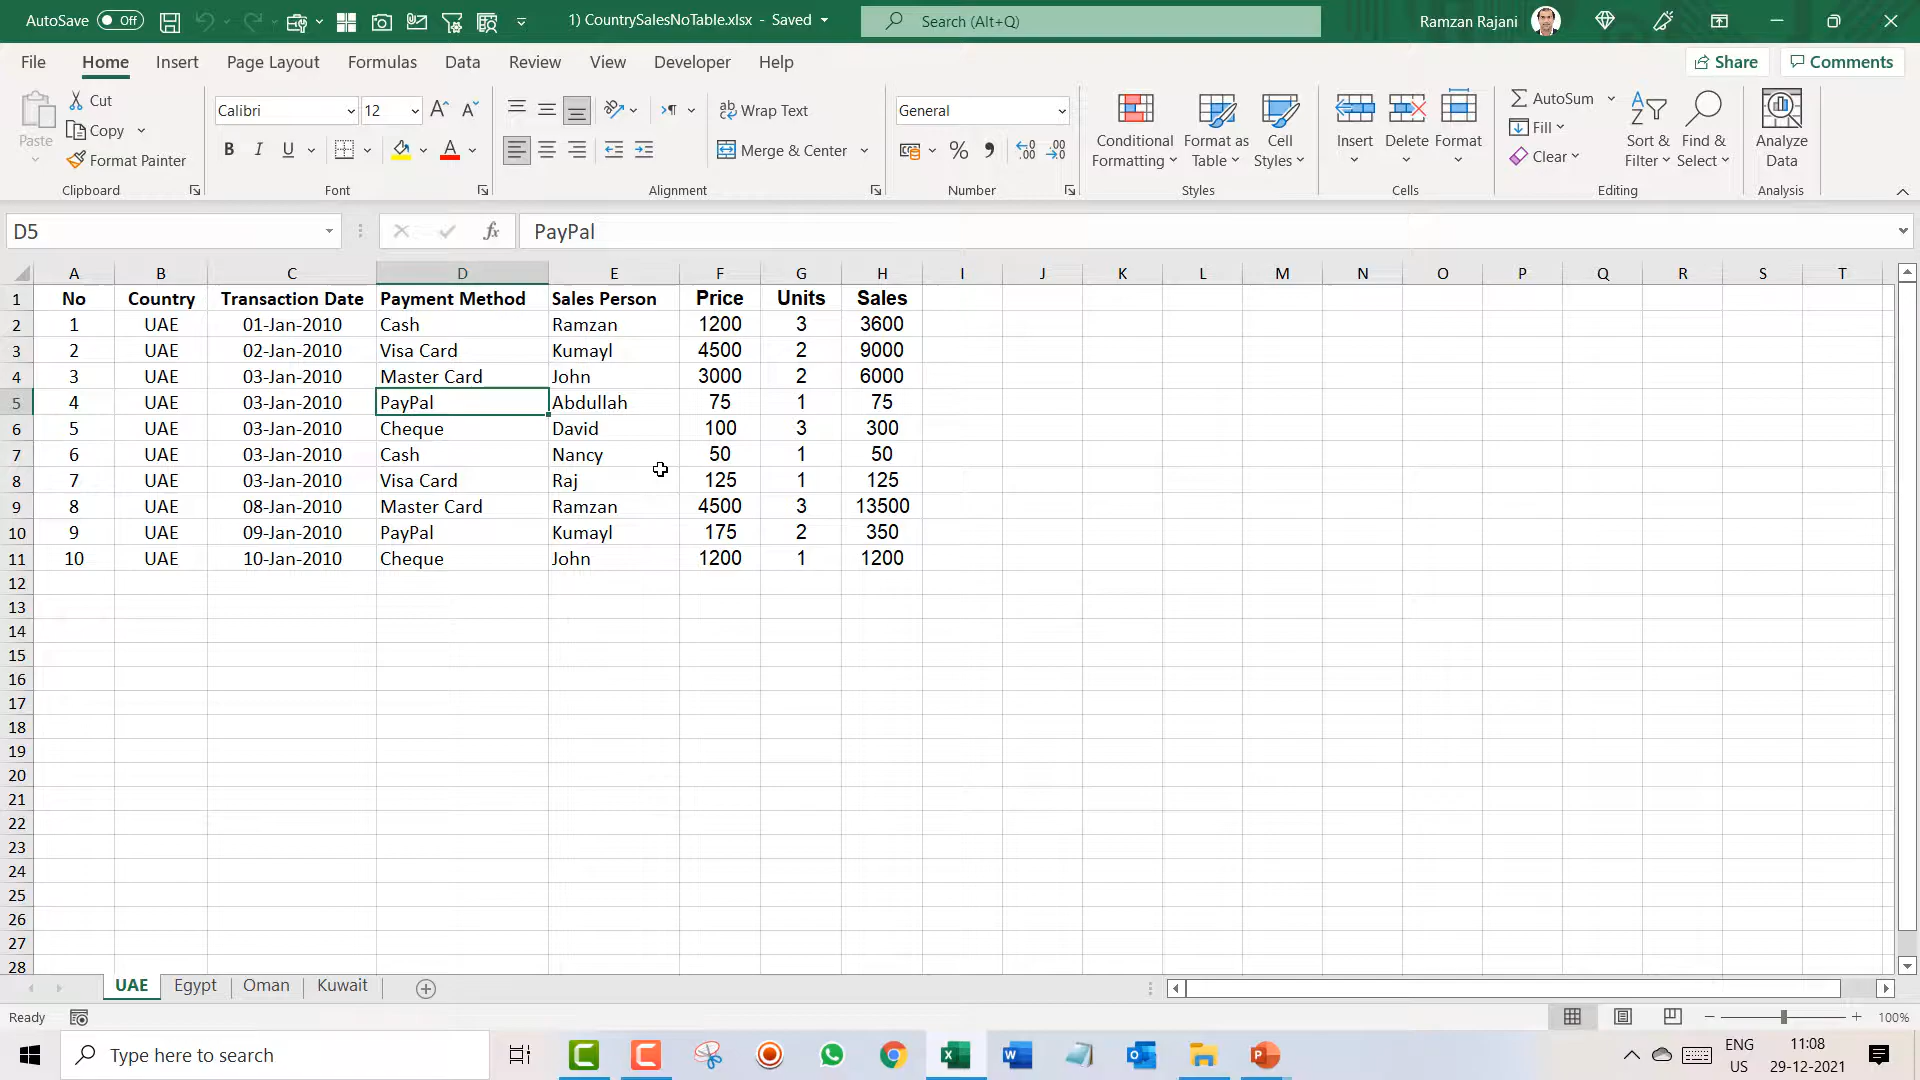 AutoSave Off 1) CountrySalesNoTable.xlsx - Saved Search (Alt+Q) Ramzan Rajani
File Home Insert Page Layout Formulas Data Review View Developer Help Share Comments
Paste Cut Copy Format Painter Clipboard
Calibri 12 B I U A Font
Wrap Text Merge & Center Alignment
General % Number
Conditional Formatting Format as Table Cell Styles Styles
Insert Delete Format Cells
AutoSum Fill Clear Sort & Filter Find & Select Editing
Analyze Data Analysis
D5 fx PayPal
A B C D E F G H I J K L M N O P Q R S T
1 No Country Transaction Date Payment Method Sales Person Price Units Sales
2 1 UAE 01-Jan-2010 Cash Ramzan 1200 3 3600
3 2 UAE 02-Jan-2010 Visa Card Kumayl 4500 2 9000
4 3 UAE 03-Jan-2010 Master Card John 3000 2 6000
5 4 UAE 03-Jan-2010 PayPal Abdullah 75 1 75
6 5 UAE 03-Jan-2010 Cheque David 100 3 300
7 6 UAE 03-Jan-2010 Cash Nancy 50 1 50
8 7 UAE 03-Jan-2010 Visa Card Raj 125 1 125
9 8 UAE 08-Jan-2010 Master Card Ramzan 4500 3 13500
10 9 UAE 09-Jan-2010 PayPal Kumayl 175 2 350
11 10 UAE 10-Jan-2010 Cheque John 1200 1 1200
12
13
14
15
16
17
18
19
20
21
22
23
24
25
26
27
28
UAE Egypt Oman Kuwait
Ready 100%
Type here to search ENG US 11:08 29-12-2021